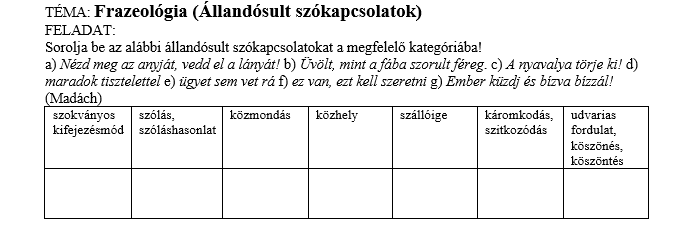 TÉMA: Frazeológia (Állandósult szókapcsolatok)
FELADAT:
Sorolja be az alábbi állandósult szókapcsolatokat a megfelelő kategóriába!
a) Nézd meg az anyját, vedd el a lányát! b) Üvölt, mint a fába szorult féreg. c) A nyavalya törje ki! d)
maradok tisztelettel e) ügyet sem vet rá f) ez van, ezt kell szeretni g) Ember küzdj és bízva bízzál!
(Madách)
szokványos kifejezésmód
szólás, szóláshasonlat
közmondás
közhely
szállóige
káromkodás, szitkozódás
udvarias fordulat, köszönés, köszöntés